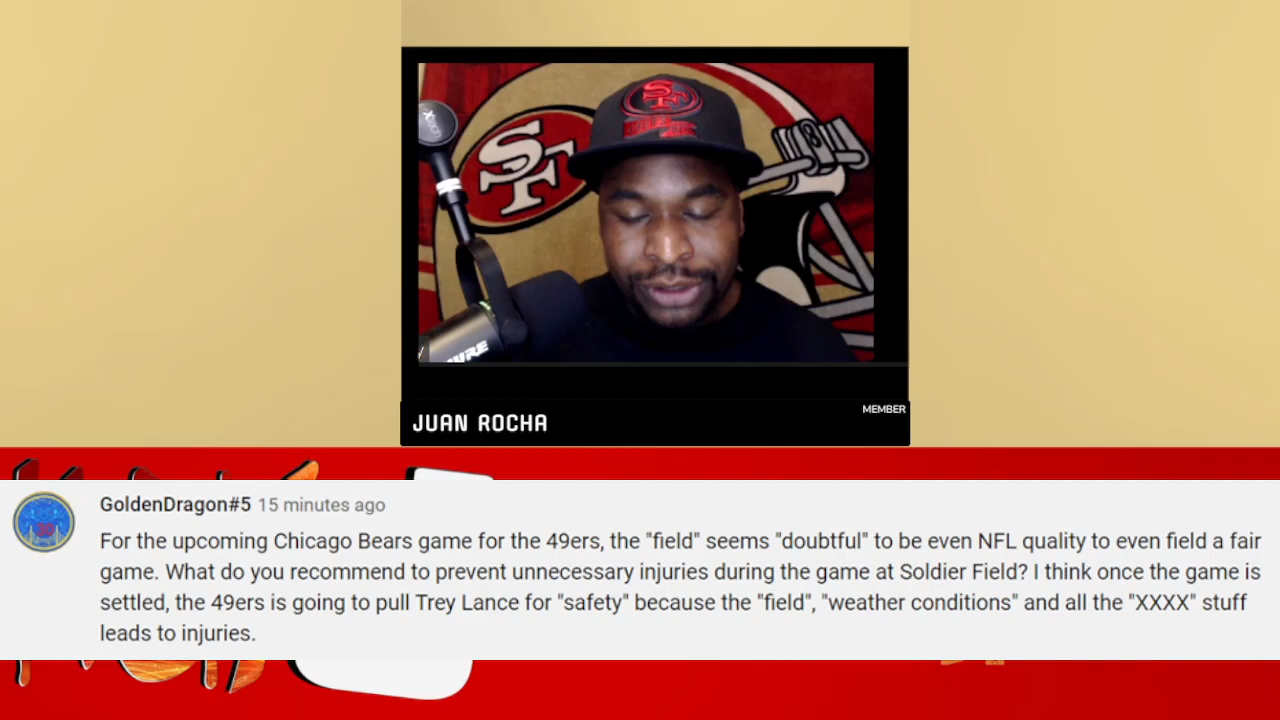 Xpach
SF
SF
SHURE
JUAN ROCHA
MEMBER
GoldenDragon#5 15 minutes ago
For the upcoming Chicago Bears game for the 49ers, the "field" seems "doubtful" to be even NFL quality to even field a fair
game. What do you recommend to prevent unnecessary injuries during the game at Soldier Field? I think once the game is
settled, the 49ers is going to pull Trey Lance for "safety" because the "field", "weather conditions" and all the "XXXX" stuff
leads to injuries.